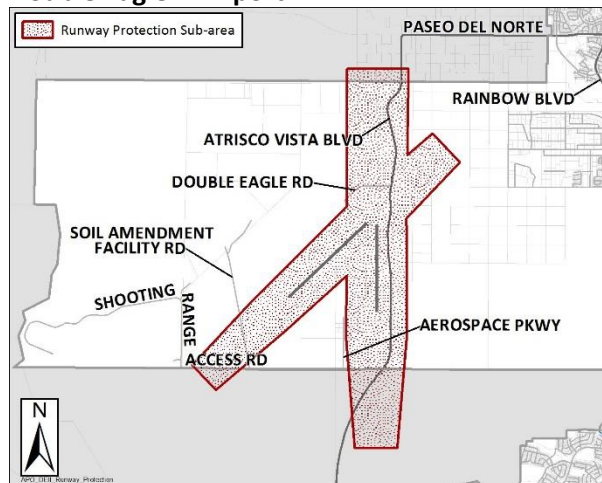 Runway Protection Sub-area
PASEO DEL NORTE
RAINBOW BLVD
ATRISCO VISTA BLVD
DOUBLE EAGLE RD
SOIL AMENDMENT
FACILITY RD
SHOOTING
RANGE
ACCESS RD
AEROSPACE PKWY
N
APO_DEII_Runway_Protection